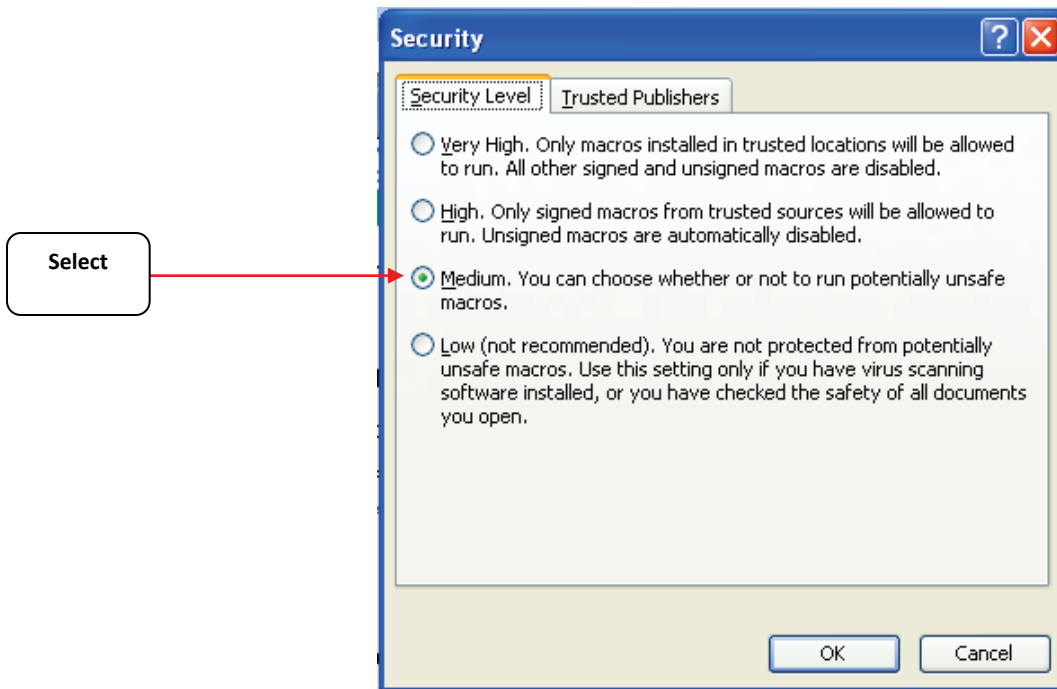 Security
Security Level
Trusted Publishers
Very High. Only macros installed in trusted locations will be allowed
to run. All other signed and unsigned macros are disabled.
High. Only signed macros from trusted sources will be allowed to
run. Unsigned macros are automatically disabled.
Select
Medium. You can choose whether or not to run potentially unsafe
macros.
Low (not recommended). You are not protected from potentially
unsafe macros. Use this setting only if you have virus scanning
software installed, or you have checked the safety of all documents
you open.
OK
Cancel